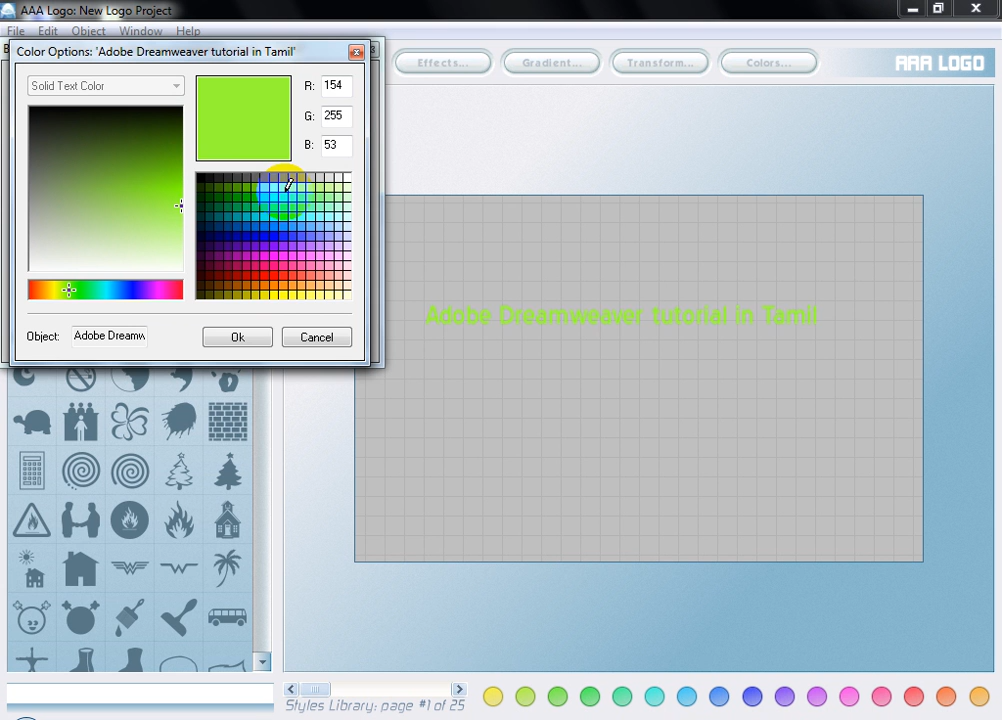 AAA Logo: New Logo Project
File Edit Object Window Help
Color Options: 'Adobe Dreamweaver tutorial in Tamil'
Effects... Gradient... Transform... Colors...
AAA LOGO
Solid Text Color
R: 154
G: 255
B: 53
Object: Adobe Dreamw
Ok Cancel
Adobe Dreamweaver tutorial in Tamil
Styles Library: page #1 of 25